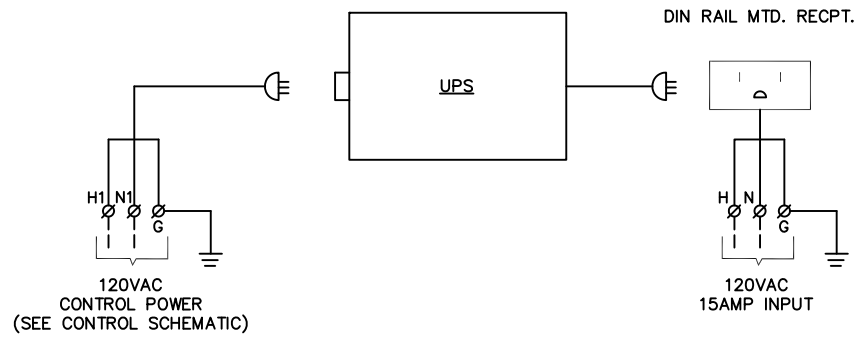 DIN RAIL MTD. RECPT.
UPS
H1 N1
G
H N
G
120VAC
CONTROL POWER
(SEE CONTROL SCHEMATIC)
120VAC
15AMP INPUT